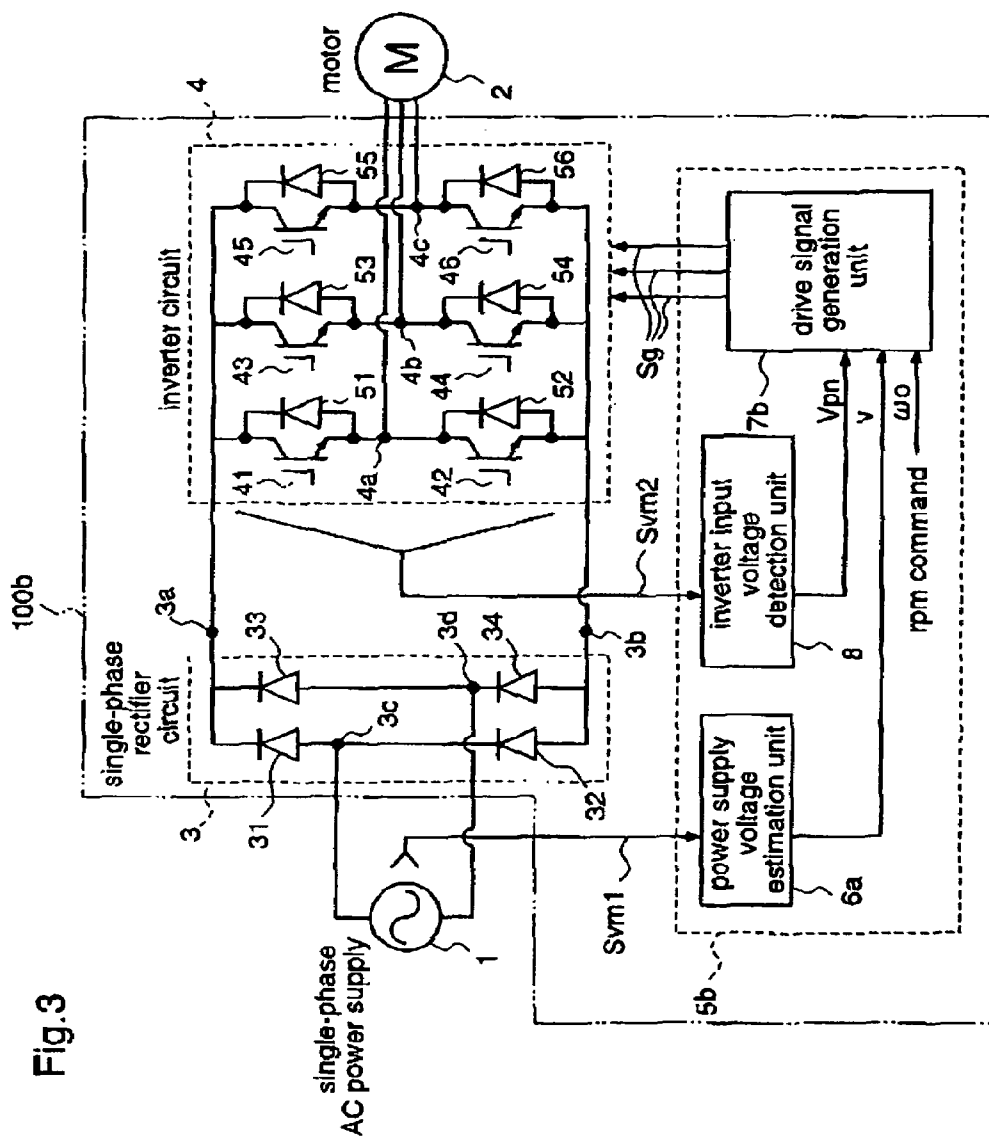 Fig.3
100b
single-phase
rectifier
circuit
3
31
33
3a
3c
3d
32
34
3b
single-phase
AC power supply
1
inverter circuit
4
41
51
43
53
45
55
4a
4b
4c
42
52
44
54
46
56
motor
M
2
Svm1
Svm2
Sg
5b
power supply
voltage
estimation unit
6a
inverter input
voltage
detection unit
8
drive signal
generation
unit
7b
Vpn
v
ωo
rpm command